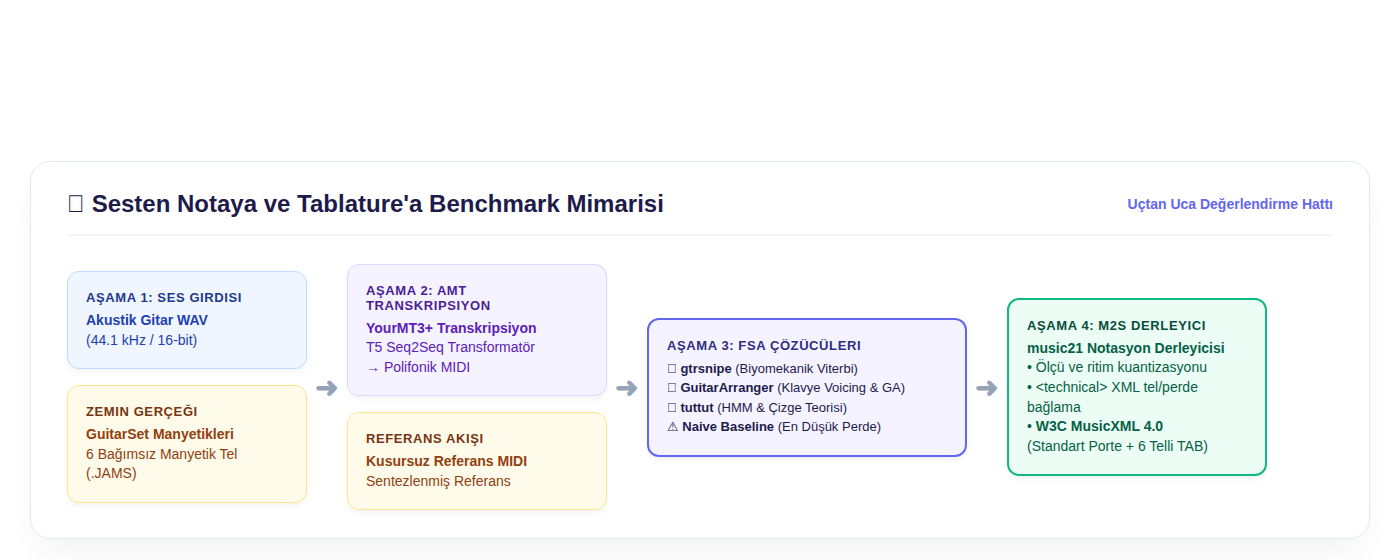 Sesten Notaya ve Tablature'a Benchmark Mimarisi
Uçtan Uca Değerlendirme Hattı
AŞAMA 1: SES GIRDISI
Akustik Gitar WAV
(44.1 kHz / 16-bit)
ZEMIN GERÇEĞI
GuitarSet Manyetikleri
6 Bağımsız Manyetik Tel
(.JAMS)
➜
AŞAMA 2: AMT
TRANSKRIPSIYON
YourMT3+ Transkripsiyon
T5 Seq2Seq Transformatör
→ Polifonik MIDI
REFERANS AKIŞI
Kusursuz Referans MIDI
Sentezlenmiş Referans
➜
AŞAMA 3: FSA ÇÖZÜCÜLERI
gtrsnipe (Biyomekanik Viterbi)
GuitarArranger (Klavye Voicing & GA)
tuttut (HMM & Çizge Teorisi)
⚠ Naive Baseline (En Düşük Perde)
➜
AŞAMA 4: M2S DERLEYICI
music21 Notasyon Derleyicisi
• Ölçü ve ritim kuantizasyonu
• <technical> XML tel/perde
bağlama
• W3C MusicXML 4.0
(Standart Porte + 6 Telli TAB)